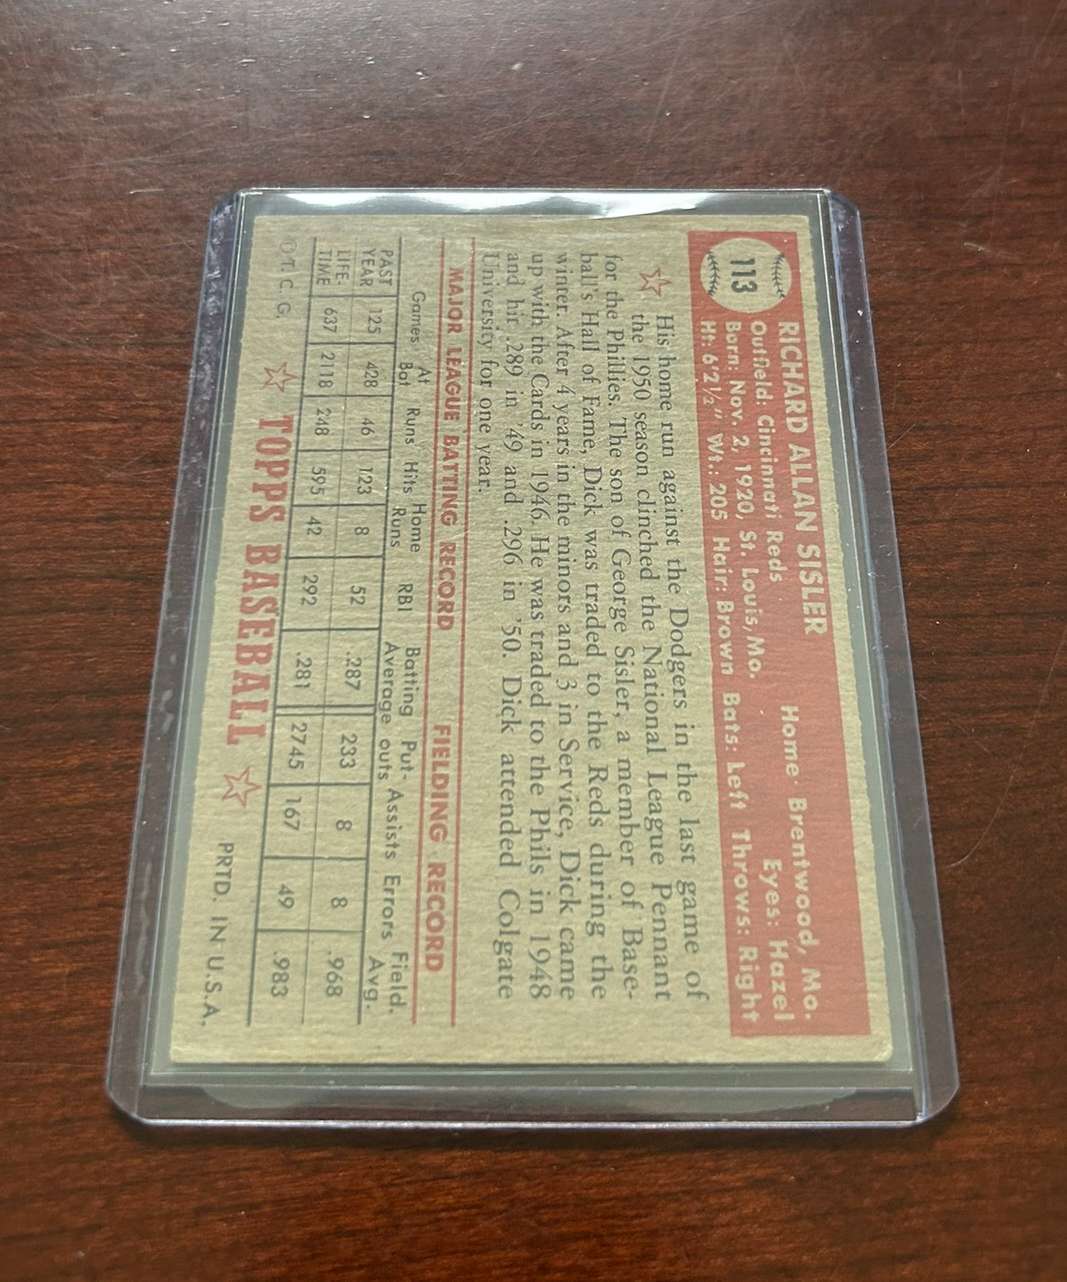 113
RICHARD ALLAN SISLER
Outfield: Cincinnati Reds Home: Brentwood, Mo.
Born: Nov. 2, 1920, St. Louis, Mo. Eyes: Hazel
Ht: 6'2½" Wt.: 205 Hair: Brown Bats: Left Throws: Right
His home run against the Dodgers in the last game of
the 1950 season clinched the National League Pennant
for the Phillies. The son of George Sisler, a member of Base-
ball's Hall of Fame, Dick was traded to the Reds during the
winter. After 4 years in the minors and 3 in Service, Dick came
up with the Cards in 1946. He was traded to the Phils in 1948
and hit .289 in '49 and .296 in '50. Dick attended Colgate
University for one year.
MAJOR LEAGUE BATTING RECORD FIELDING RECORD
Games At Bat Runs Hits Home Runs RBI Batting Average Put-outs Assists Errors Field. Avg.
PAST YEAR 125 428 46 123 8 52 .287 233 8 8 .968
LIFE-TIME 637 2118 248 595 42 292 .281 2745 167 49 .983
©T. C. G. TOPPS BASEBALL PRTD. IN U.S.A.